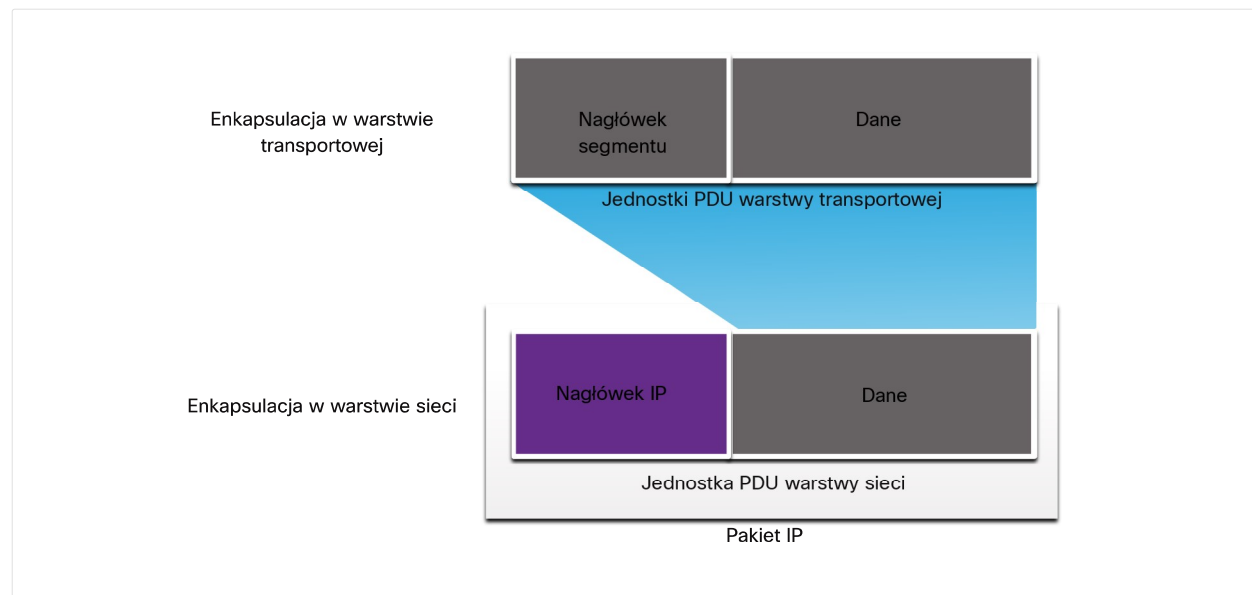 Enkapsulacja w warstwie
transportowej
Nagłówek
segmentu
Dane
Jednostki PDU warstwy transportowej
Enkapsulacja w warstwie sieci
Nagłówek IP
Dane
Jednostka PDU warstwy sieci
Pakiet IP